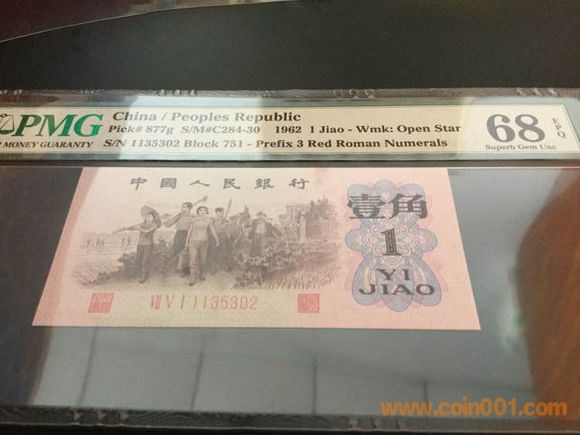 PMG
MONEY GUARANTY
China / Peoples Republic
Pick# 877g S/M#C284-30 1962 1 Jiao - Wmk: Open Star
S/N 1135302 Block 751 - Prefix 3 Red Roman Numerals
68 EPQ
Superb Gem Unc
中國人民銀行
壹角
1
YI
JIAO
VII V I 1135302
www.coin001.com